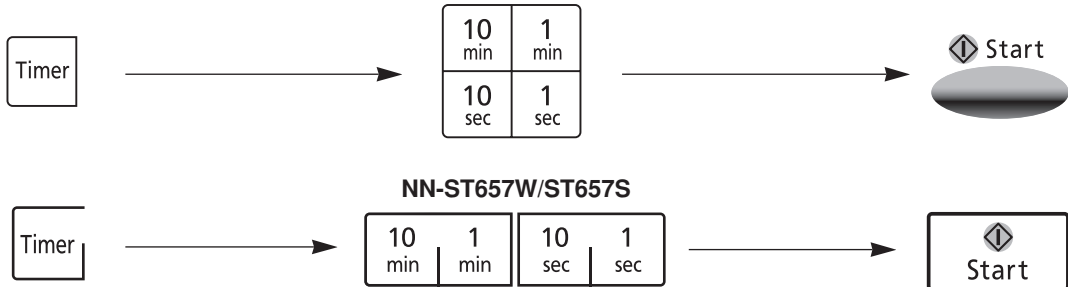 Timer
10 1
min min
10 1
sec sec
Start
NN-ST657W/ST657S
Timer
10 1 10 1
min min sec sec
Start